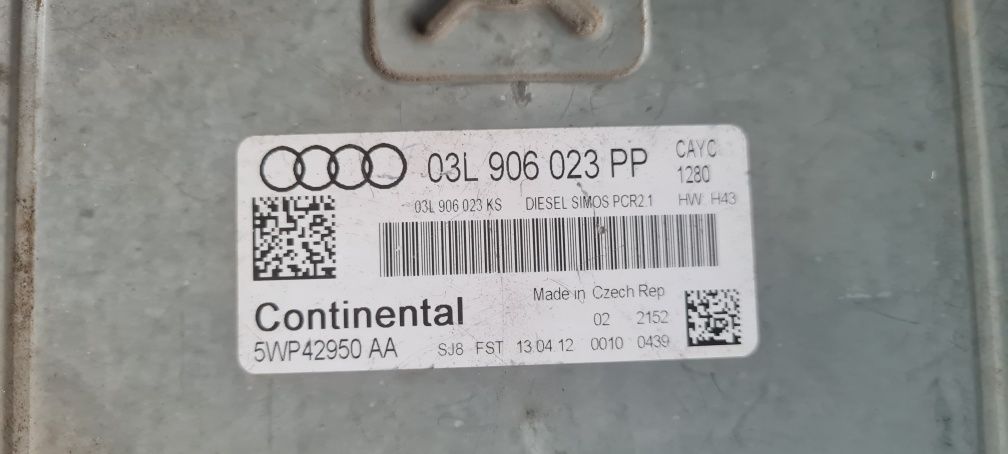 03L 906 023 PP CAYC
1280
03L 906 023 KS DIESEL SIMOS PCR2.1 HW H43
Made in Czech Rep
Continental 02 2152
5WP42950 AA SJ8 FST 13.04.12 0010 0439